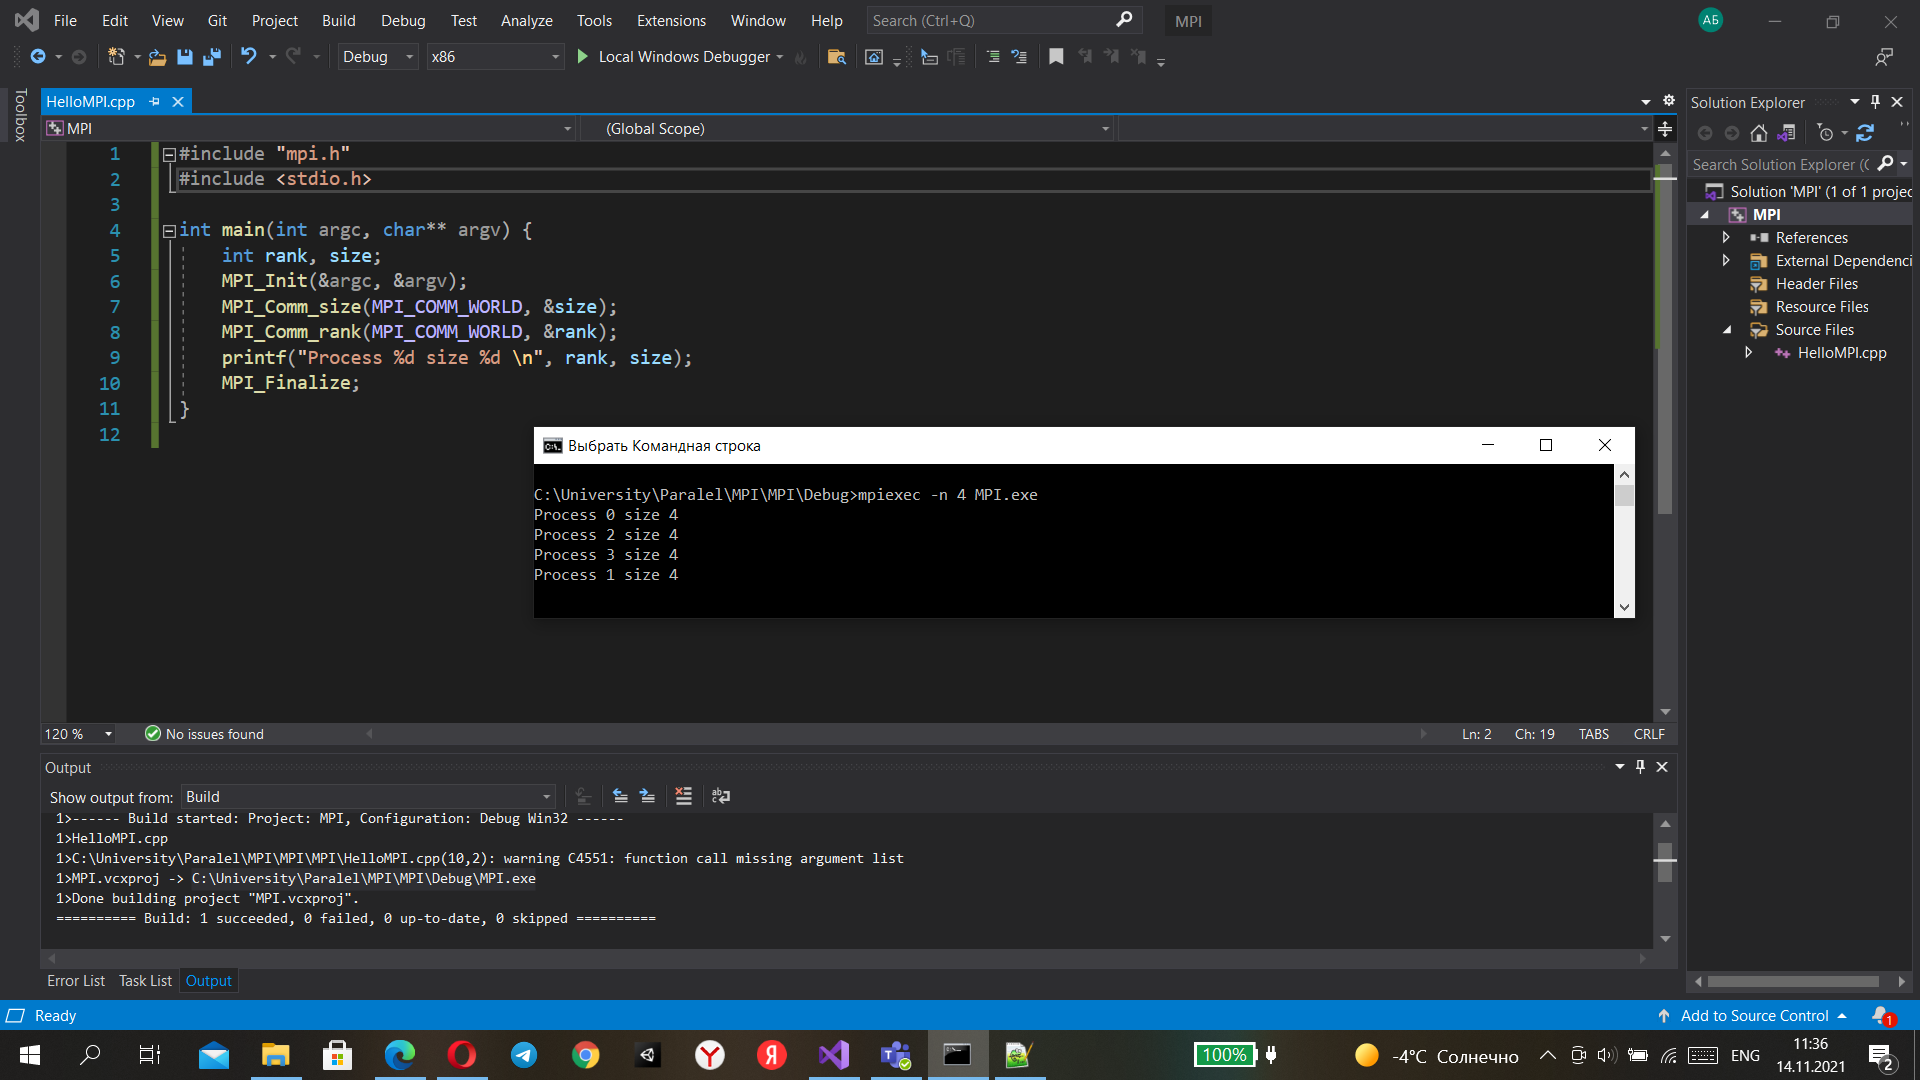 File Edit View Git Project Build Debug Test Analyze Tools Extensions Window Help Search (Ctrl+Q) MPI АБ
Debug x86 Local Windows Debugger
Toolbox
HelloMPI.cpp
MPI (Global Scope)
1 #include "mpi.h"
2 #include <stdio.h>
3
4 int main(int argc, char** argv) {
5 int rank, size;
6 MPI_Init(&argc, &argv);
7 MPI_Comm_size(MPI_COMM_WORLD, &size);
8 MPI_Comm_rank(MPI_COMM_WORLD, &rank);
9 printf("Process %d size %d \n", rank, size);
10 MPI_Finalize;
11 }
12
Выбрать Командная строка
C:\University\Paralel\MPI\MPI\Debug>mpiexec -n 4 MPI.exe
Process 0 size 4
Process 2 size 4
Process 3 size 4
Process 1 size 4
120 % No issues found Ln: 2 Ch: 19 TABS CRLF
Output
Show output from: Build
1>------ Build started: Project: MPI, Configuration: Debug Win32 ------
1>HelloMPI.cpp
1>C:\University\Paralel\MPI\MPI\MPI\HelloMPI.cpp(10,2): warning C4551: function call missing argument list
1>MPI.vcxproj -> C:\University\Paralel\MPI\MPI\Debug\MPI.exe
1>Done building project "MPI.vcxproj".
========== Build: 1 succeeded, 0 failed, 0 up-to-date, 0 skipped ==========
Error List Task List Output
Solution Explorer
Search Solution Explorer (
Solution 'MPI' (1 of 1 projec
MPI
References
External Dependenci
Header Files
Resource Files
Source Files
HelloMPI.cpp
Ready Add to Source Control 1
100% -4°C Солнечно ENG 11:36
14.11.2021 2